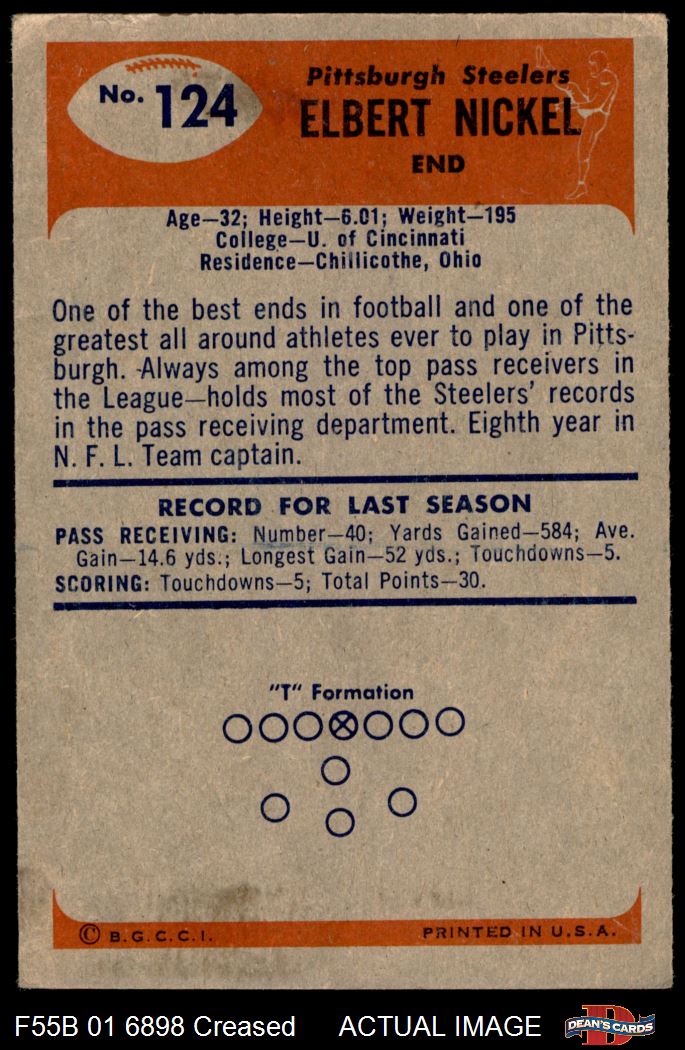 No. 124
Pittsburgh Steelers
ELBERT NICKEL
END
Age—32; Height—6.01; Weight—195
College—U. of Cincinnati
Residence—Chillicothe, Ohio
One of the best ends in football and one of the
greatest all around athletes ever to play in Pitts-
burgh. Always among the top pass receivers in
the League—holds most of the Steelers' records
in the pass receiving department. Eighth year in
N. F. L. Team captain.
RECORD FOR LAST SEASON
PASS RECEIVING: Number—40; Yards Gained—584; Ave.
Gain—14.6 yds.; Longest Gain—52 yds.; Touchdowns—5.
SCORING: Touchdowns—5; Total Points—30.
"T" Formation
© B.G.C.C.I.
PRINTED IN U.S.A.
F55B 01 6898 Creased ACTUAL IMAGE
D
DEAN'S CARDS